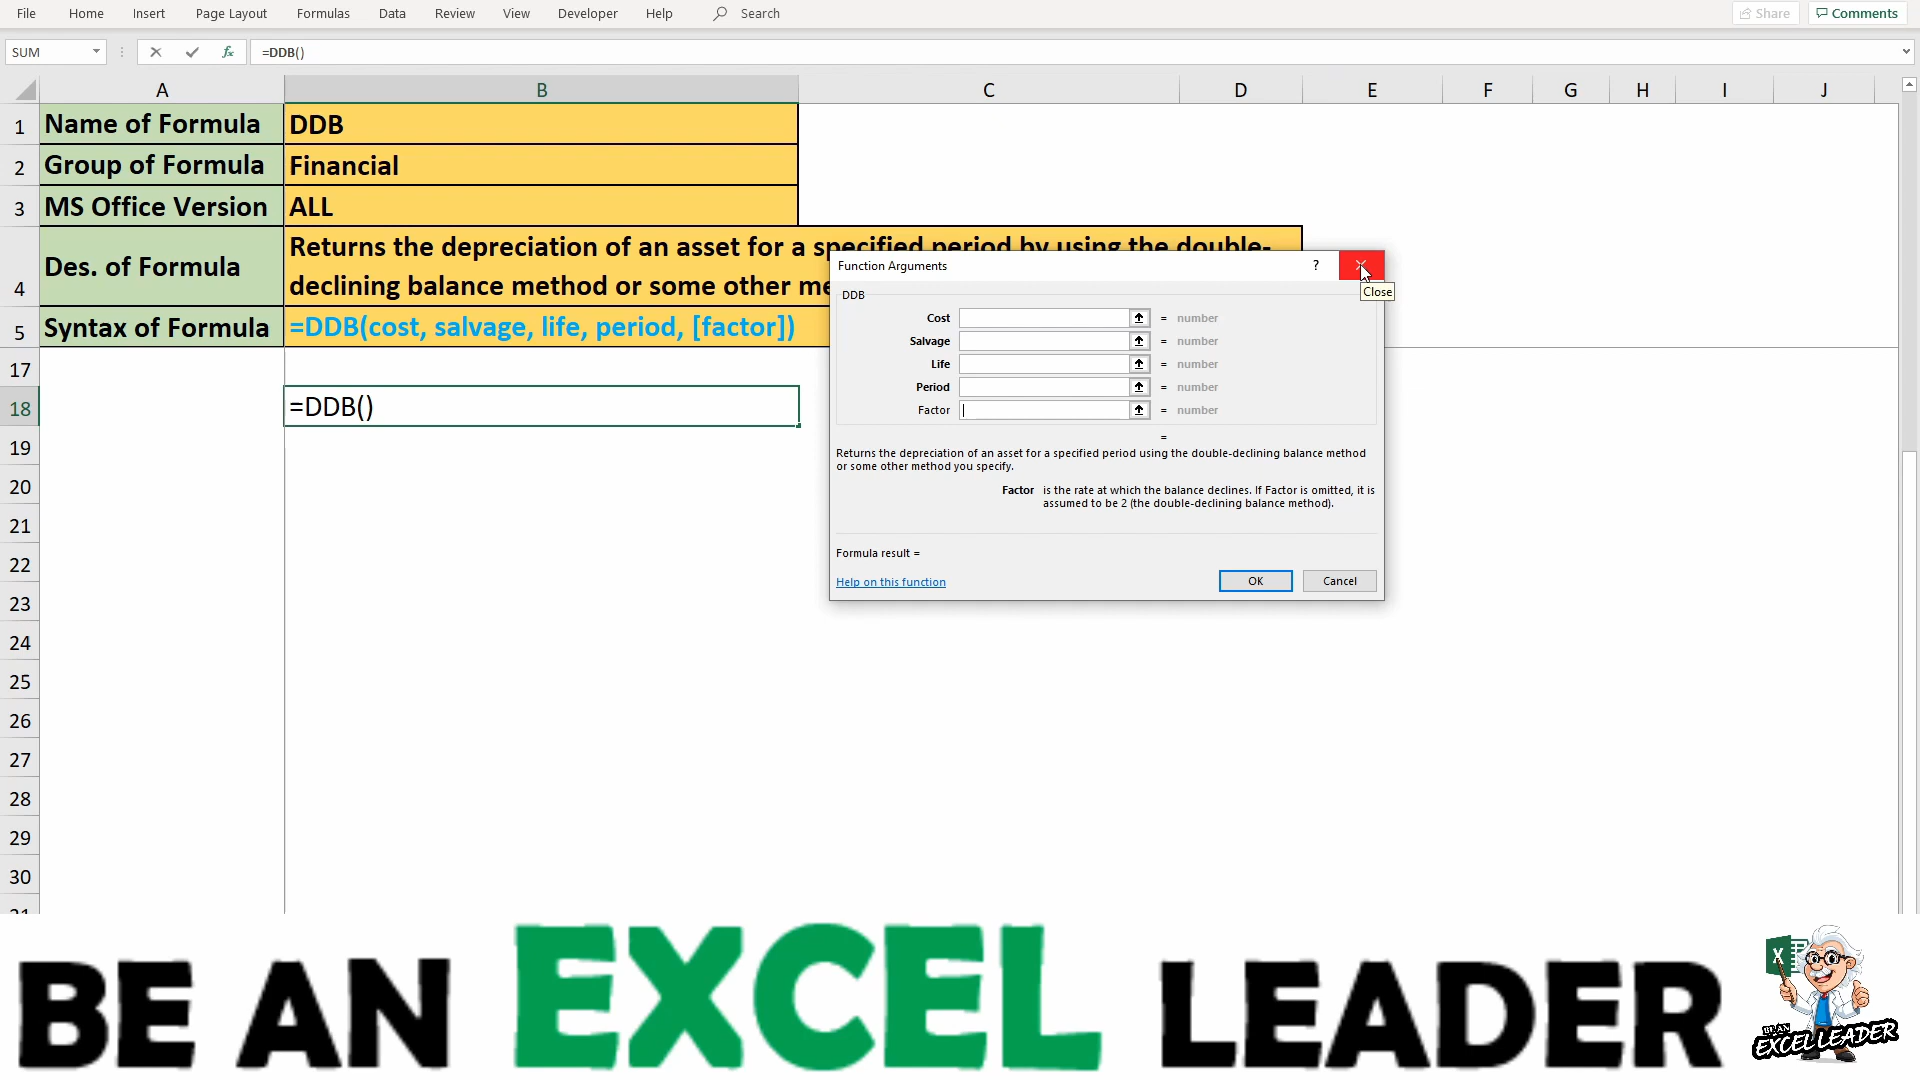 File Home Insert Page Layout Formulas Data Review View Developer Help Search Share Comments
SUM =DDB()
A B C D E F G H I J
1 Name of Formula DDB
2 Group of Formula Financial
3 MS Office Version ALL
4 Des. of Formula Returns the depreciation of an asset for a specified period by using the double-
declining balance method or some other me
5 Syntax of Formula =DDB(cost, salvage, life, period, [factor])
17
18 =DDB()
19
20
21
22
23
24
25
26
27
28
29
30
31
Function Arguments ?
Close
DDB
Cost = number
Salvage = number
Life = number
Period = number
Factor = number
=
Returns the depreciation of an asset for a specified period using the double-declining balance method
or some other method you specify.
Factor is the rate at which the balance declines. If Factor is omitted, it is
assumed to be 2 (the double-declining balance method).
Formula result =
Help on this function OK Cancel
BE AN EXCEL LEADER
X
BE AN
EXCEL LEADER